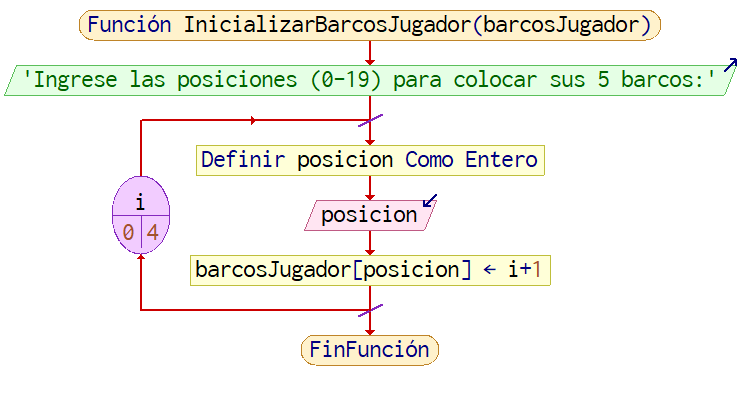 Función InicializarBarcosJugador(barcosJugador)
'Ingrese las posiciones (0-19) para colocar sus 5 barcos:'
Definir posicion Como Entero
i
0 4
posicion
barcosJugador[posicion] ← i+1
FinFunción